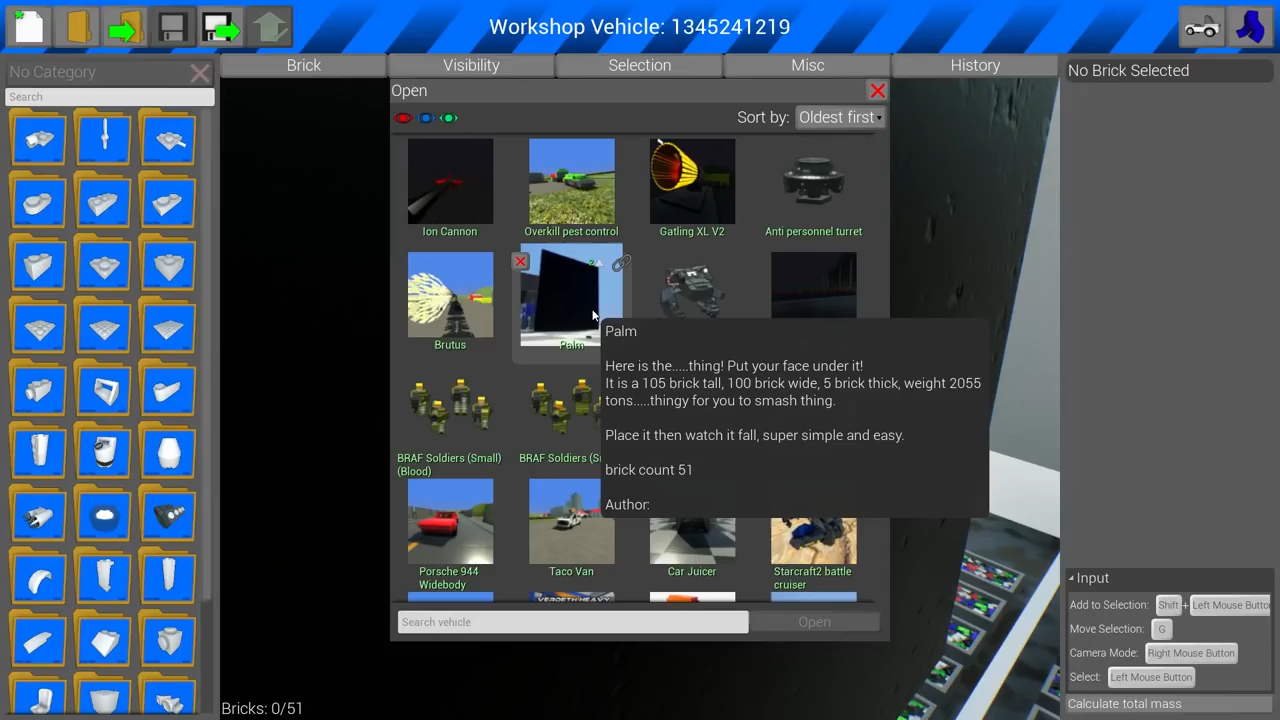 Workshop Vehicle: 1345241219
No Category
Search
Brick
Visibility
Selection
Misc
History
No Brick Selected
Open
Sort by:
Oldest first
Ion Cannon
Overkill pest control
Gatling XL V2
Anti personnel turret
Brutus
Palm
Palm
Here is the.....thing! Put your face under it!
It is a 105 brick tall, 100 brick wide, 5 brick thick, weight 2055
tons.....thingy for you to smash thing.
Place it then watch it fall, super simple and easy.
brick count 51
Author:
BRAF Soldiers (Small)
(Blood)
BRAF Soldiers
Porsche 944
Widebody
Taco Van
Car Juicer
Starcraft2 battle
cruiser
Search vehicle
Open
Input
Add to Selection: Shift + Left Mouse Butto
Move Selection: G
Camera Mode: Right Mouse Button
Select: Left Mouse Button
Calculate total mass
Bricks: 0/51